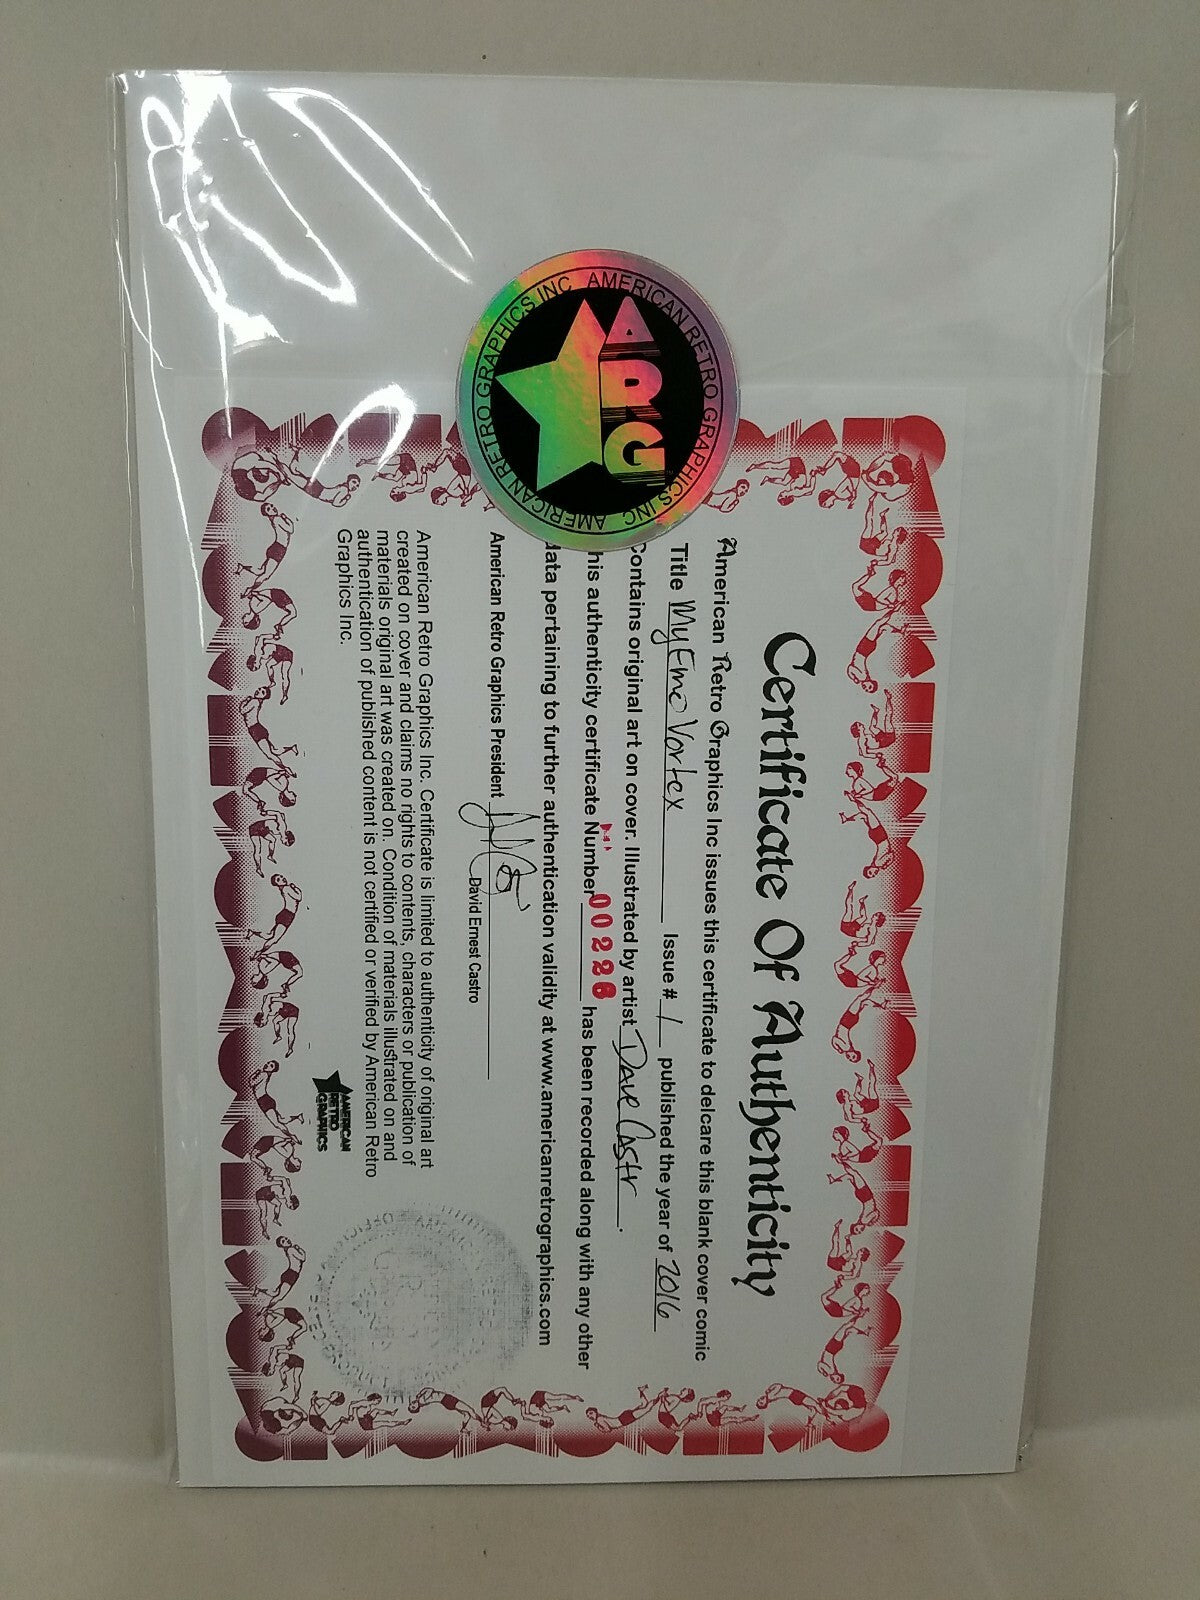 AMERICAN RETRO GRAPHICS INC AMERICAN RETRO GRAPHICS INC
ARG
Certificate Of Authenticity
American Retro Graphics Inc issues this certificate to delcare this blank cover comic
Title My Emo Vortex Issue # 1 published the year of 2016
Contains original art on cover. Illustrated by artist Dave Castr.
his authenticity certificate Number 00228 has been recorded along with any other
data pertaining to further authentication validity at www.americanretrographics.com
American Retro Graphics President
David Ernest Castro
American Retro Graphics Inc. Certificate is limited to authenticity of original art
created on cover and claims no rights to contents, characters or publication of
materials original art was created on. Condition of materials illustrated on and
authentication of published content is not certified or verified by American Retro
Graphics Inc.
AMERICAN
RETRO
GRAPHICS